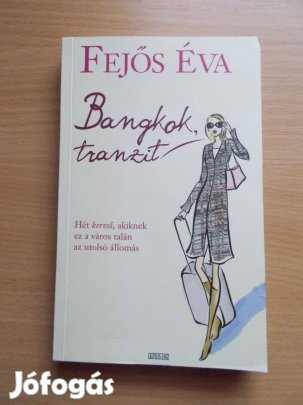 FEJŐS ÉVA
Bangkok,
tranzit
Hét kereső, akiknek
ez a város talán
az utolsó állomás
Jófogás